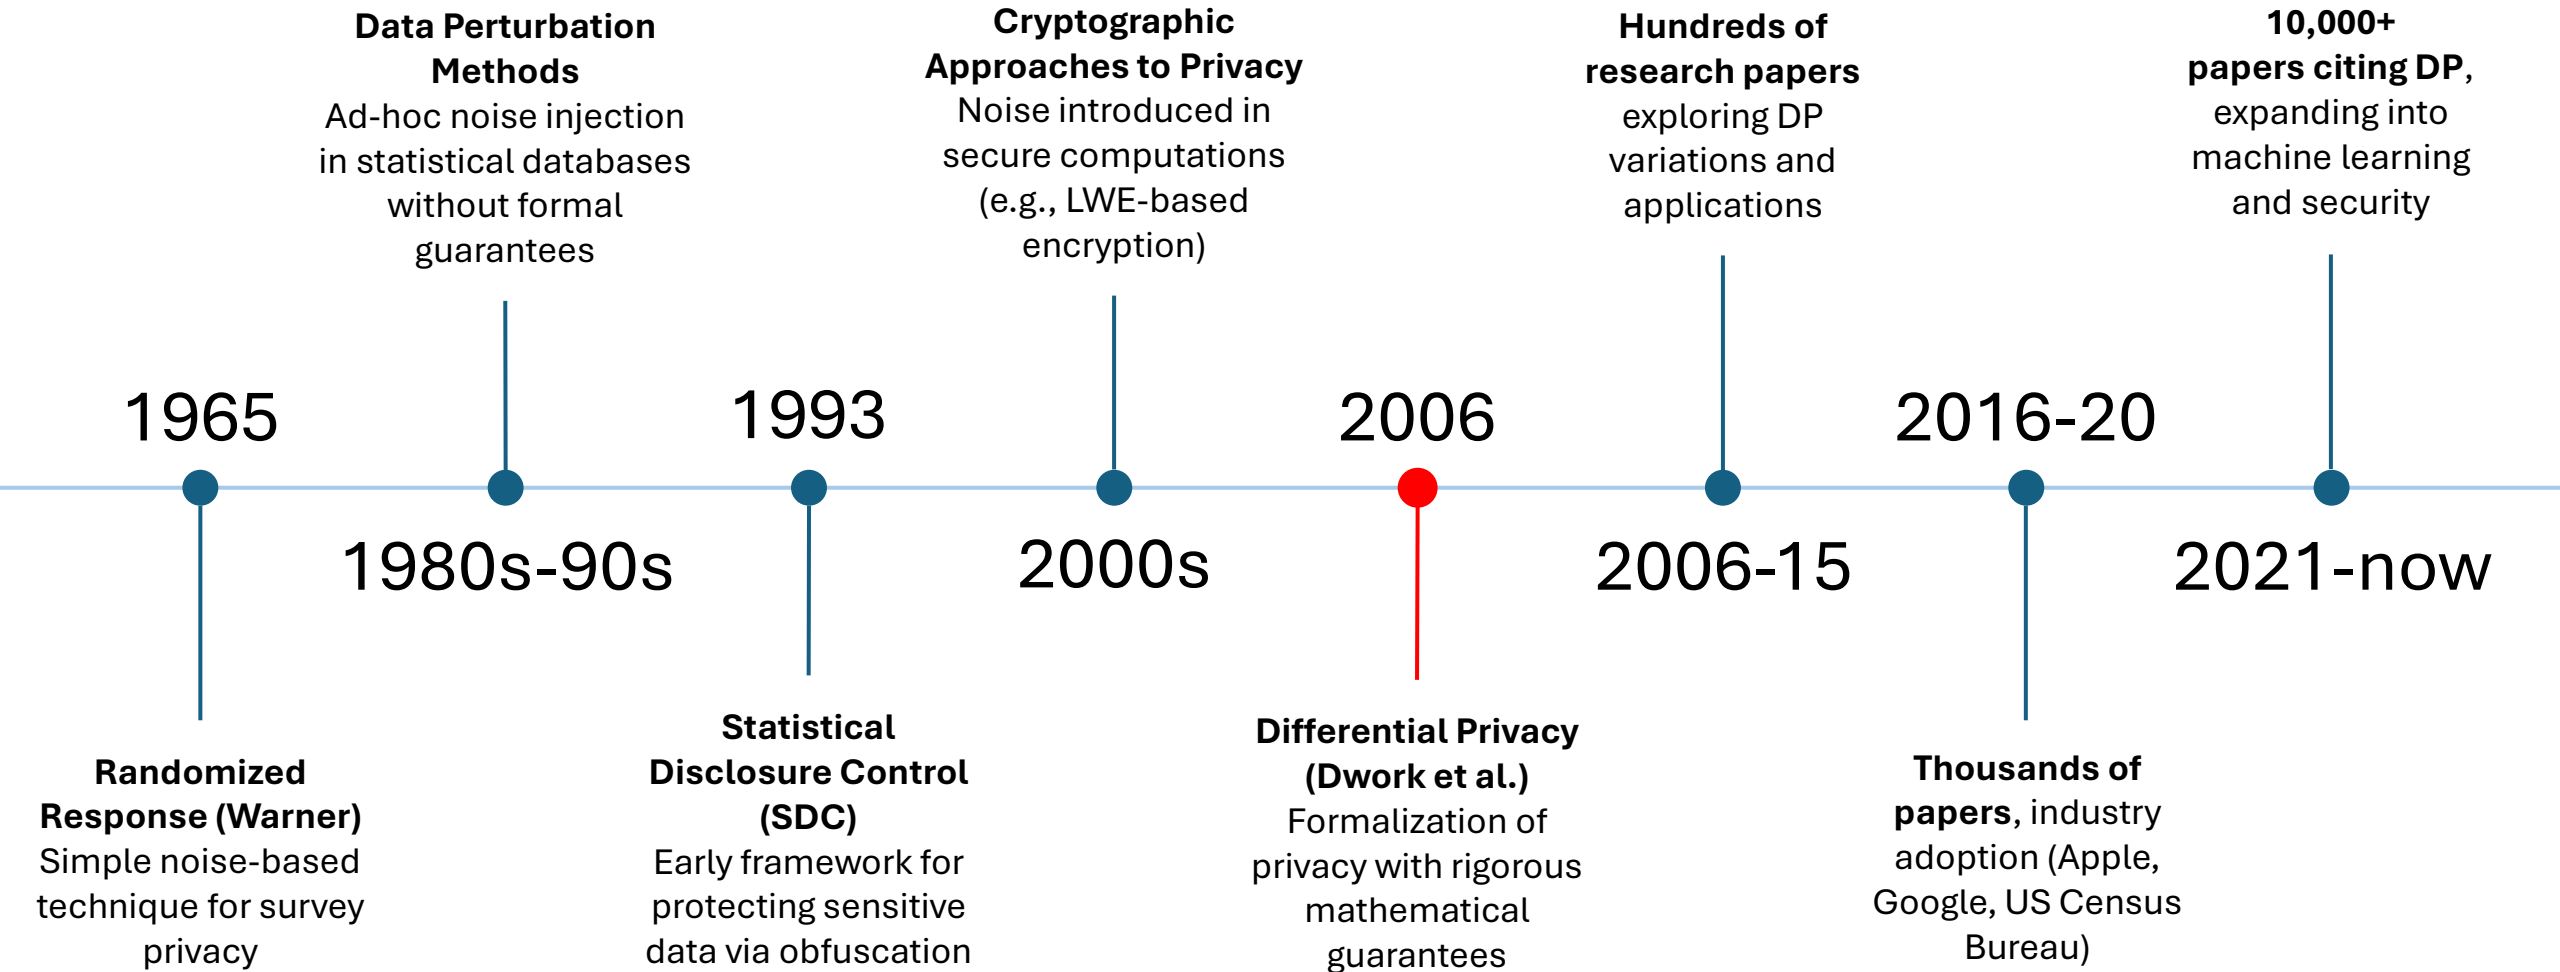 Data Perturbation
Methods
Ad-hoc noise injection
in statistical databases
without formal
guarantees
Cryptographic
Approaches to Privacy
Noise introduced in
secure computations
(e.g., LWE-based
encryption)
Hundreds of
research papers
exploring DP
variations and
applications
10,000+
papers citing DP,
expanding into
machine learning
and security
1965
1993
2006
2016-20
1980s-90s
2000s
2006-15
2021-now
Randomized
Response (Warner)
Simple noise-based
technique for survey
privacy
Statistical
Disclosure Control
(SDC)
Early framework for
protecting sensitive
data via obfuscation
Differential Privacy
(Dwork et al.)
Formalization of
privacy with rigorous
mathematical
guarantees
Thousands of
papers, industry
adoption (Apple,
Google, US Census
Bureau)